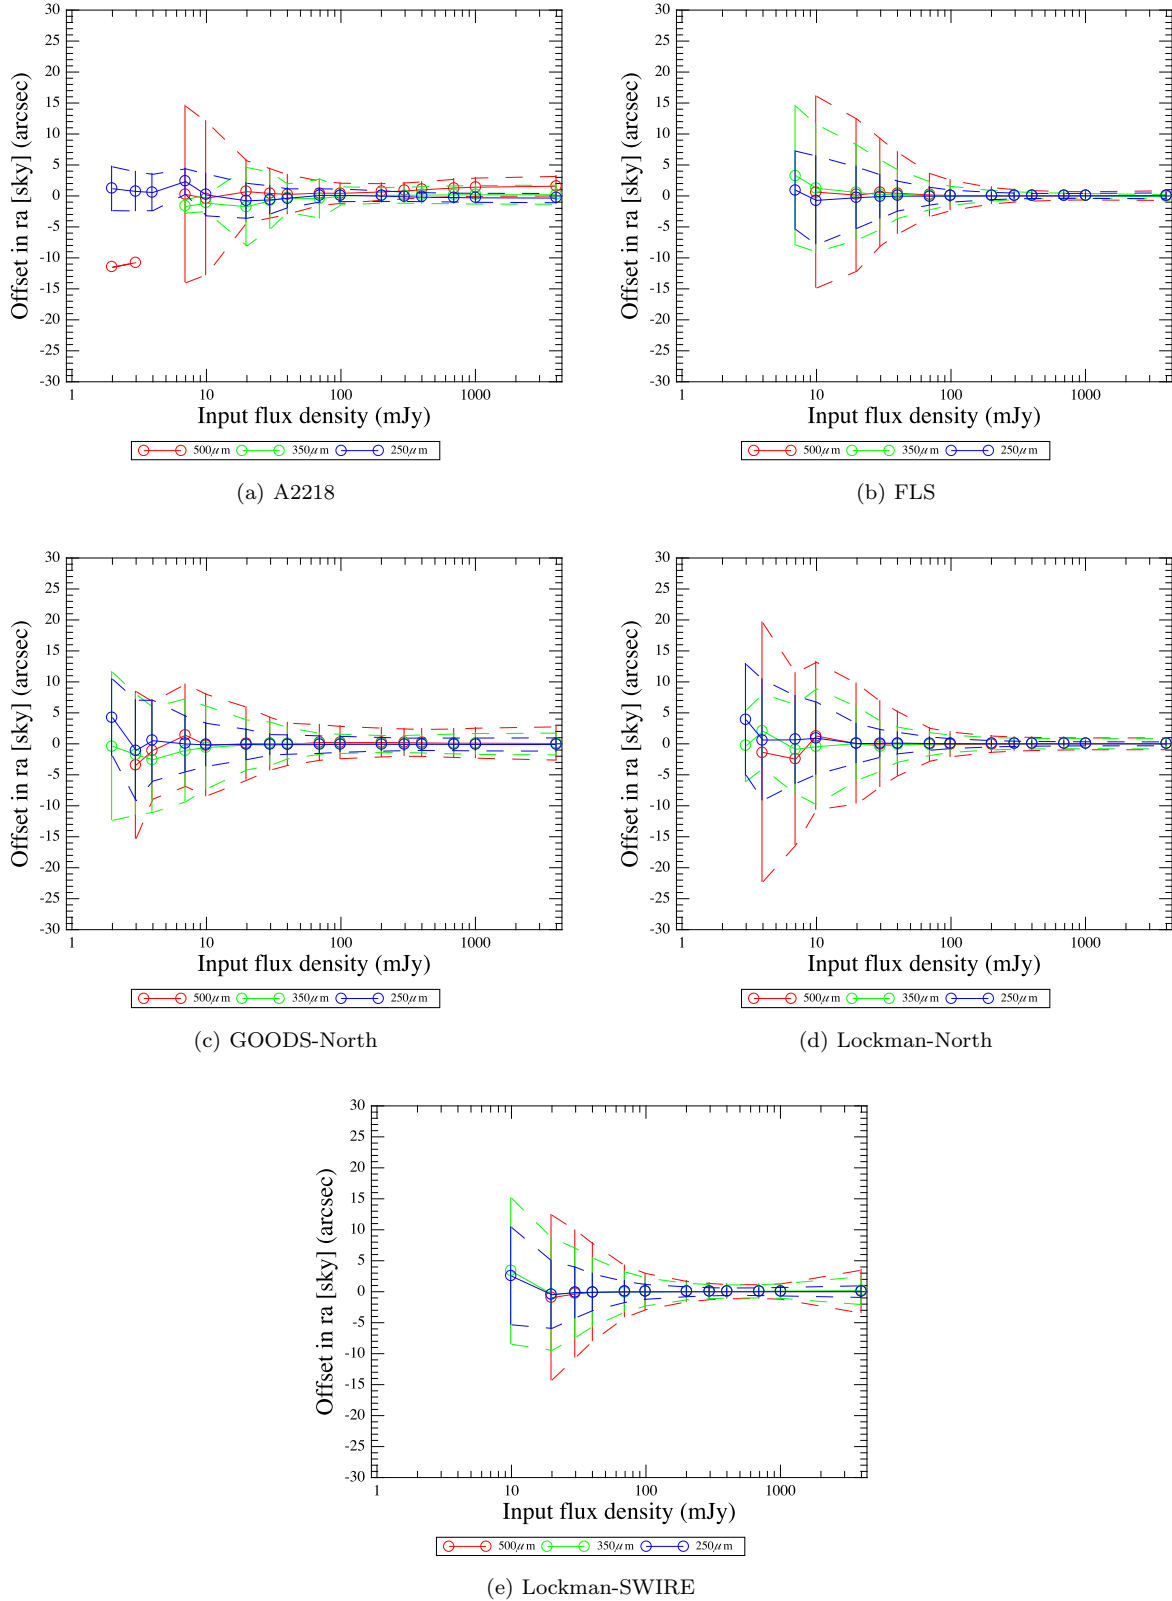 30
25
20
15
10
5
0
-5
-10
-15
-20
-25
-30
Offset in ra [sky] (arcsec)
1 10 100 1000
Input flux density (mJy)
500μm 350μm 250μm
(a) A2218
30
25
20
15
10
5
0
-5
-10
-15
-20
-25
-30
Offset in ra [sky] (arcsec)
1 10 100 1000
Input flux density (mJy)
500μm 350μm 250μm
(b) FLS
30
25
20
15
10
5
0
-5
-10
-15
-20
-25
-30
Offset in ra [sky] (arcsec)
1 10 100 1000
Input flux density (mJy)
500μm 350μm 250μm
(c) GOODS-North
30
25
20
15
10
5
0
-5
-10
-15
-20
-25
-30
Offset in ra [sky] (arcsec)
1 10 100 1000
Input flux density (mJy)
500μm 350μm 250μm
(d) Lockman-North
30
25
20
15
10
5
0
-5
-10
-15
-20
-25
-30
Offset in ra [sky] (arcsec)
1 10 100 1000
Input flux density (mJy)
500μm 350μm 250μm
(e) Lockman-SWIRE